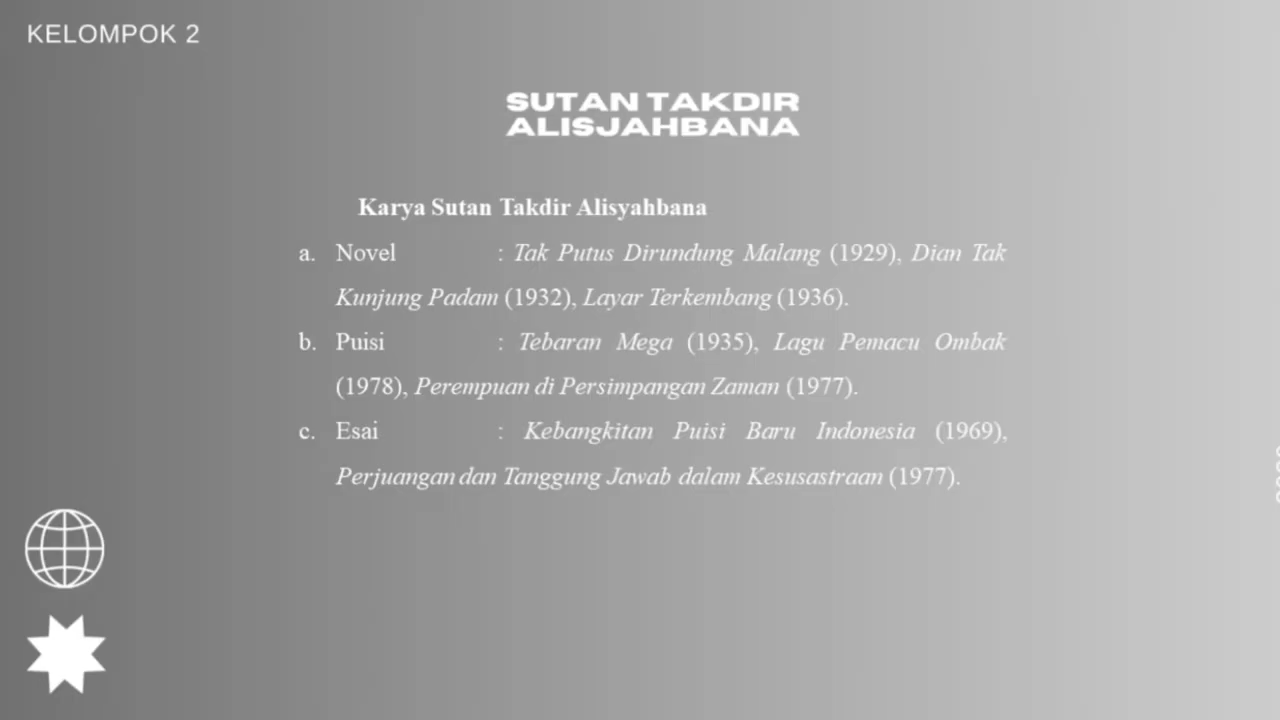 KELOMPOK 2
SUTAN TAKDIR
ALISJAHBANA
Karya Sutan Takdir Alisyahbana
a. Novel : Tak Putus Dirundung Malang (1929), Dian Tak
Kunjung Padam (1932), Layar Terkembang (1936).
b. Puisi : Tebaran Mega (1935), Lagu Pemacu Ombak
(1978), Perempuan di Persimpangan Zaman (1977).
c. Esai : Kebangkitan Puisi Baru Indonesia (1969),
Perjuangan dan Tanggung Jawab dalam Kesusastraan (1977).